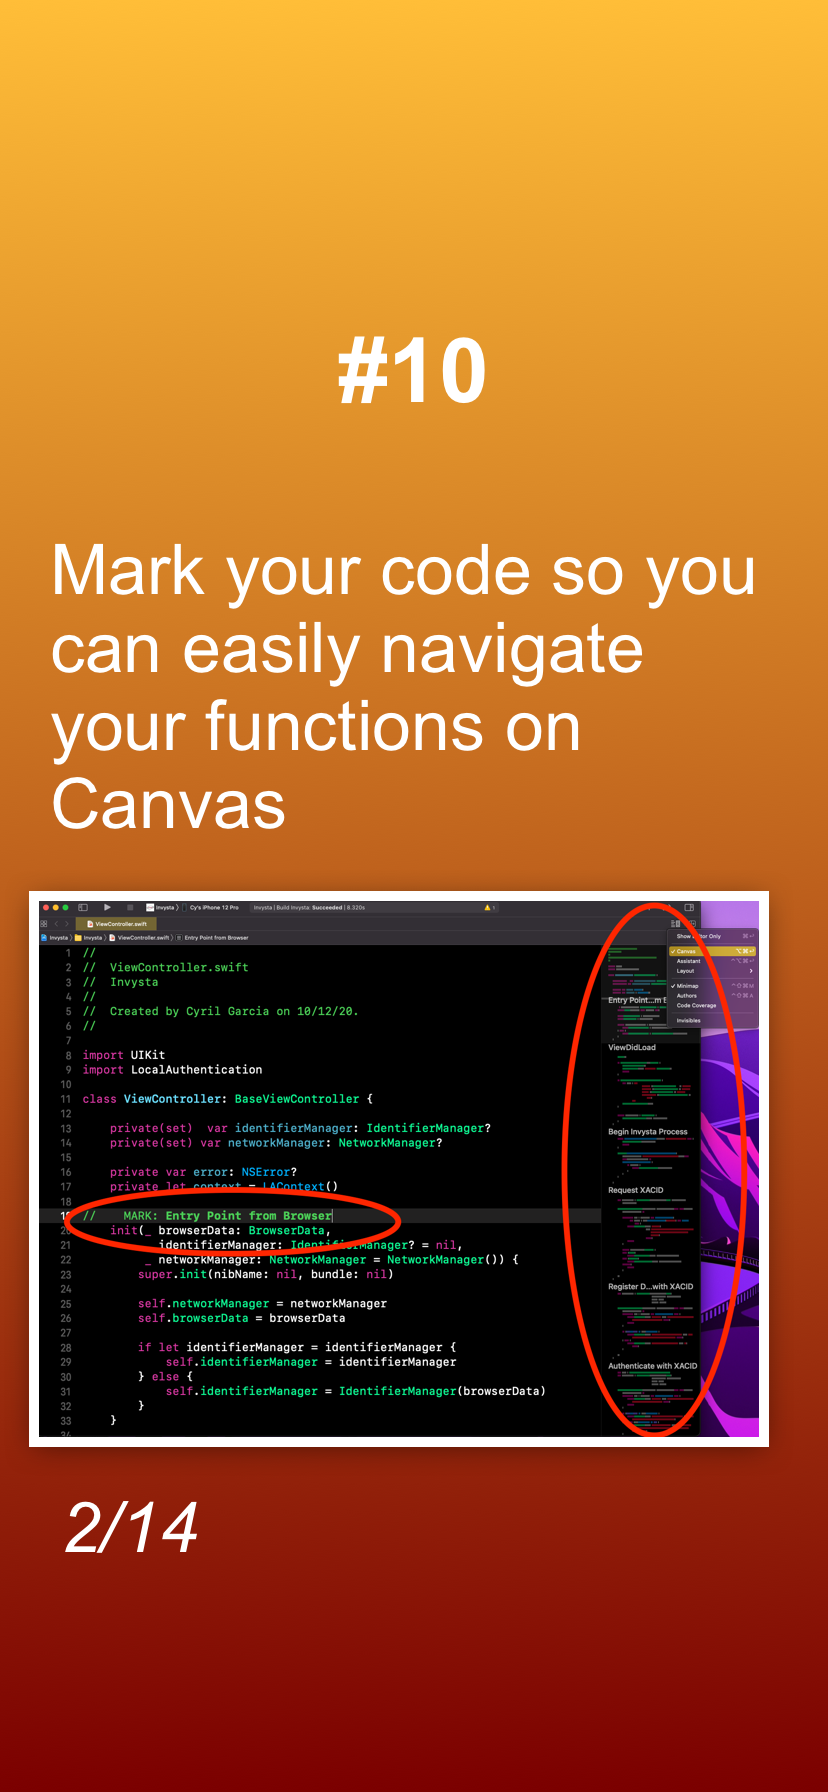 #10
Mark your code so you
can easily navigate
your functions on
Canvas
Invysta 〉 Cy's iPhone 12 Pro Invysta | Build Invysta: Succeeded | 8.320s 1
ViewController.swift
Invysta 〉 Invysta 〉 ViewController.swift 〉 Entry Point from Browser
1 //
2 //  ViewController.swift
3 //  Invysta
4 //
5 //  Created by Cyril Garcia on 10/12/20.
6 //
7
8 import UIKit
9 import LocalAuthentication
10
11 class ViewController: BaseViewController {
12
13     private(set)  var identifierManager: IdentifierManager?
14     private(set) var networkManager: NetworkManager?
15
16     private var error: NSError?
17     private let context = LAContext()
18
19 //    MARK: Entry Point from Browser
20     init(_ browserData: BrowserData,
21          _ identifierManager: IdentifierManager? = nil,
22          _ networkManager: NetworkManager = NetworkManager()) {
23         super.init(nibName: nil, bundle: nil)
24
25         self.networkManager = networkManager
26         self.browserData = browserData
27
28         if let identifierManager = identifierManager {
29             self.identifierManager = identifierManager
30         } else {
31             self.identifierManager = IdentifierManager(browserData)
32         }
33     }
34
Show Editor Only
✓ Canvas
Assistant
Layout
✓ Minimap
Authors
Code Coverage
Invisibles
Entry Point...m B
ViewDidLoad
Begin Invysta Process
Request XACID
Register D...with XACID
Authenticate with XACID
2/14